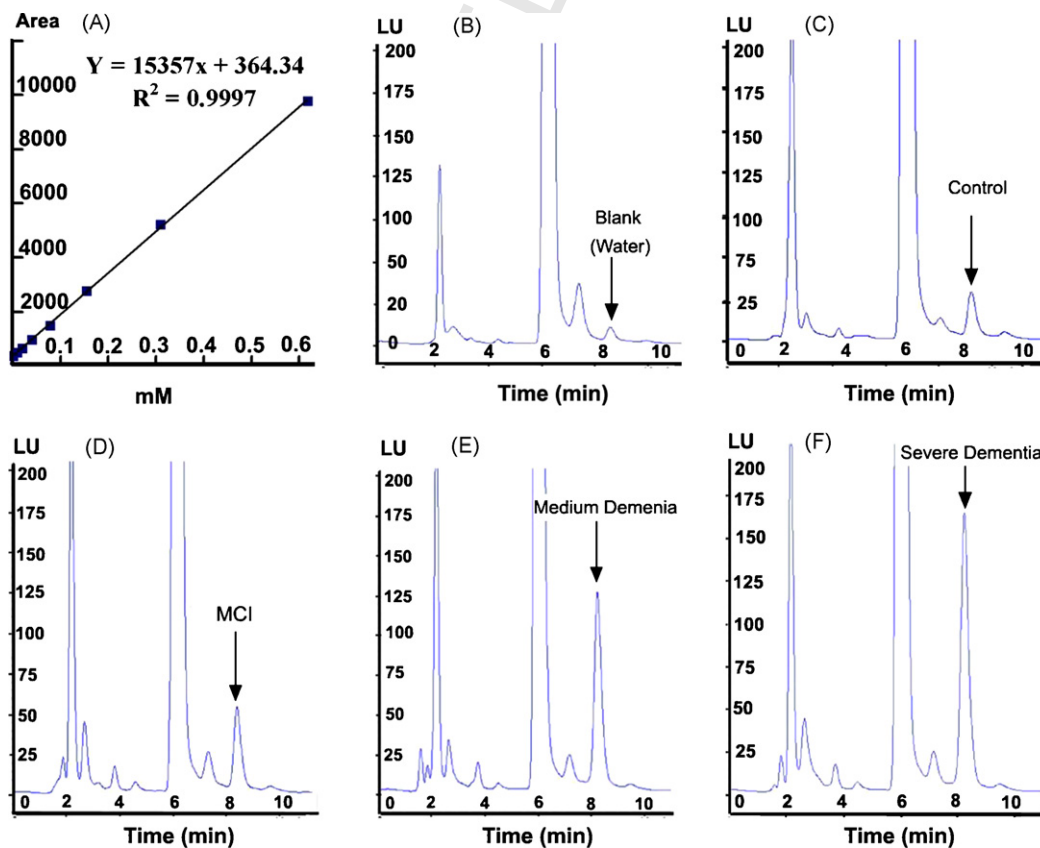 Area (A)
Y = 15357x + 364.34
R² = 0.9997
10000
8000
6000
4000
2000
0.1 0.2 0.3 0.4 0.5 0.6
mM
LU (B)
200
175
150
125
100
50
20
0
Blank
(Water)
2 4 6 8 10
Time (min)
LU (C)
200
175
150
125
100
75
25
Control
0 2 4 6 8 10
Time (min)
LU (D)
200
175
150
125
100
75
50
25
MCI
0 2 4 6 8 10
Time (min)
LU (E)
200
175
150
125
100
75
50
25
Medium Demenia
0 2 4 6 8 10
Time (min)
LU (F)
200
175
150
125
100
75
50
25
Severe Dementia
0 2 4 6 8 10
Time (min)